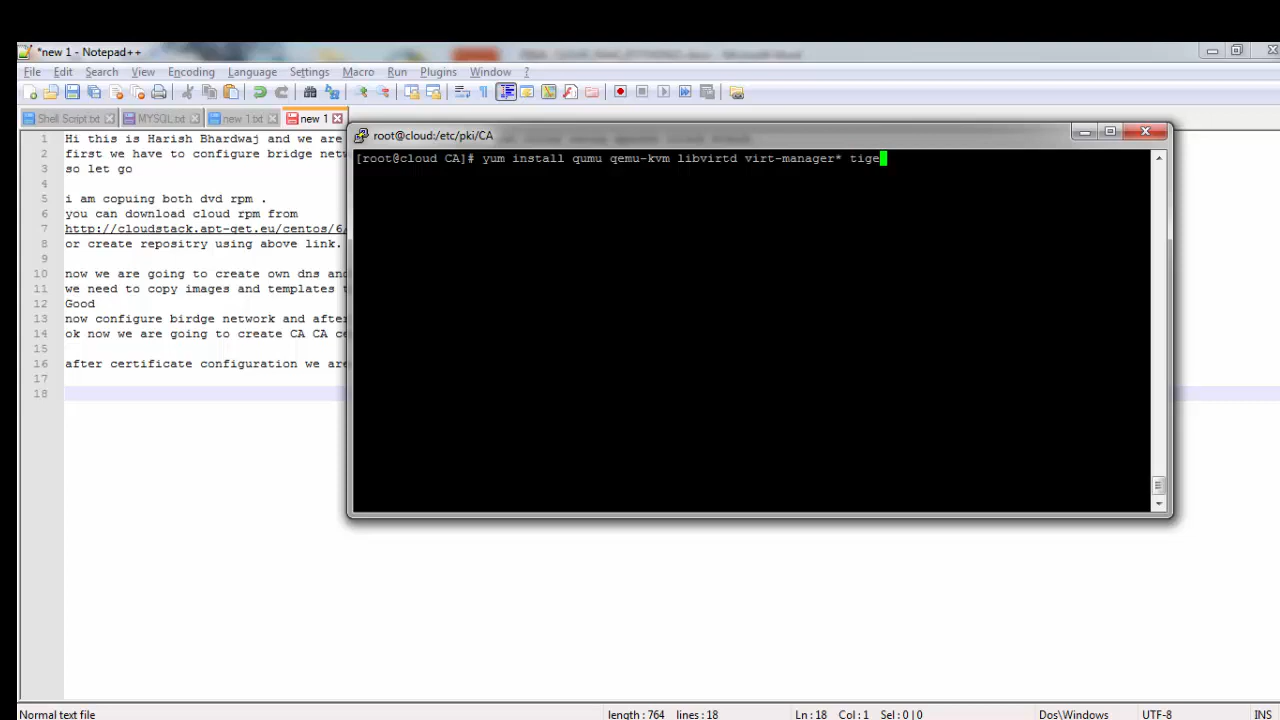 *new 1 - Notepad++
File Edit Search View Encoding Language Settings Macro Run Plugins Window ?
Shell Script.txt MYSQL.txt new 1.txt new 1
1 Hi this is Harish Bhardwaj and we are
2 first we have to configure bridge netw
3 so let go
4
5 i am copuing both dvd rpm .
6 you can download cloud rpm from
7 http://cloudstack.apt-get.eu/centos/6/
8 or create repositry using above link.
9
10 now we are going to create own dns and
11 we need to copy images and templates t
12 Good
13 now configure birdge network and after
14 ok now we are going to create CA CA ce
15
16 after certificate configuration we are
17
18
root@cloud:/etc/pki/CA
[root@cloud CA]# yum install qumu qemu-kvm libvirtd virt-manager* tige
Normal text file length : 764 lines : 18 Ln : 18 Col : 1 Sel : 0 | 0 Dos\Windows UTF-8 INS